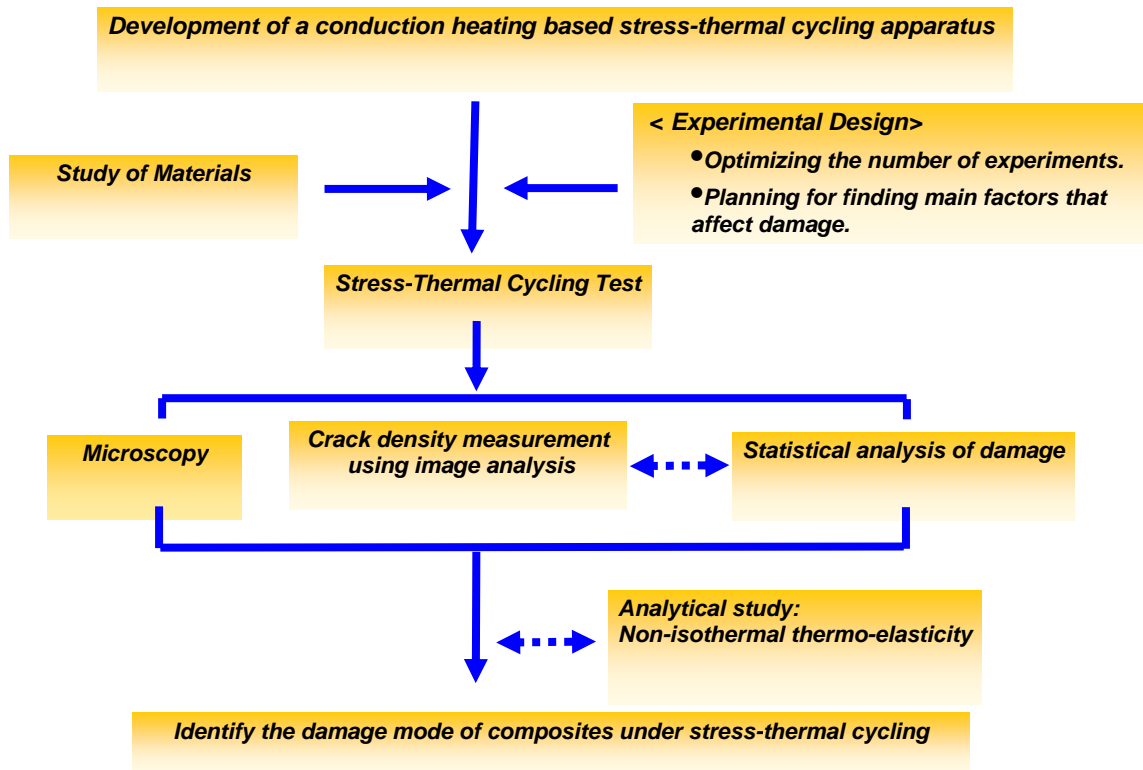 Development of a conduction heating based stress-thermal cycling apparatus
< Experimental Design>
•Optimizing the number of experiments.
•Planning for finding main factors that
affect damage.
Study of Materials
Stress-Thermal Cycling Test
Microscopy
Crack density measurement
using image analysis
Statistical analysis of damage
Analytical study:
Non-isothermal thermo-elasticity
Identify the damage mode of composites under stress-thermal cycling